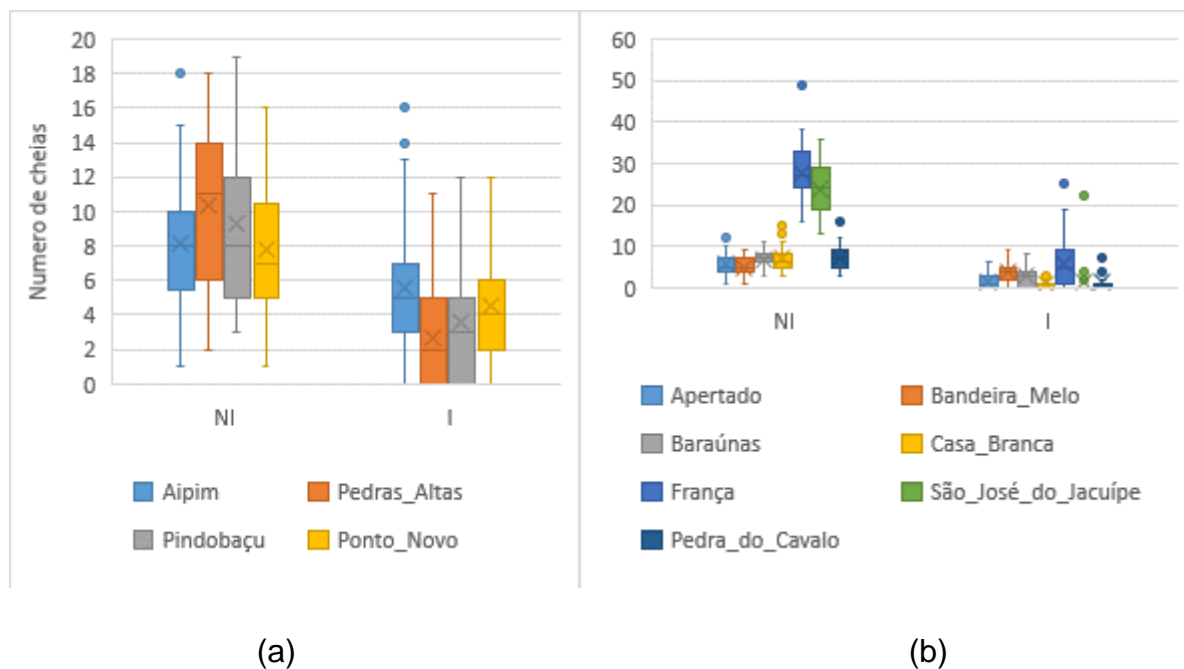 Numero de cheias
20
18
16
14
12
10
8
6
4
2
0
NI I
Aipim Pedras_Altas
Pindobaçu Ponto_Novo
60
50
40
30
20
10
0
NI I
Apertado Bandeira_Melo
Baraúnas Casa_Branca
França São_José_do_Jacuípe
Pedra_do_Cavalo
(a) (b)